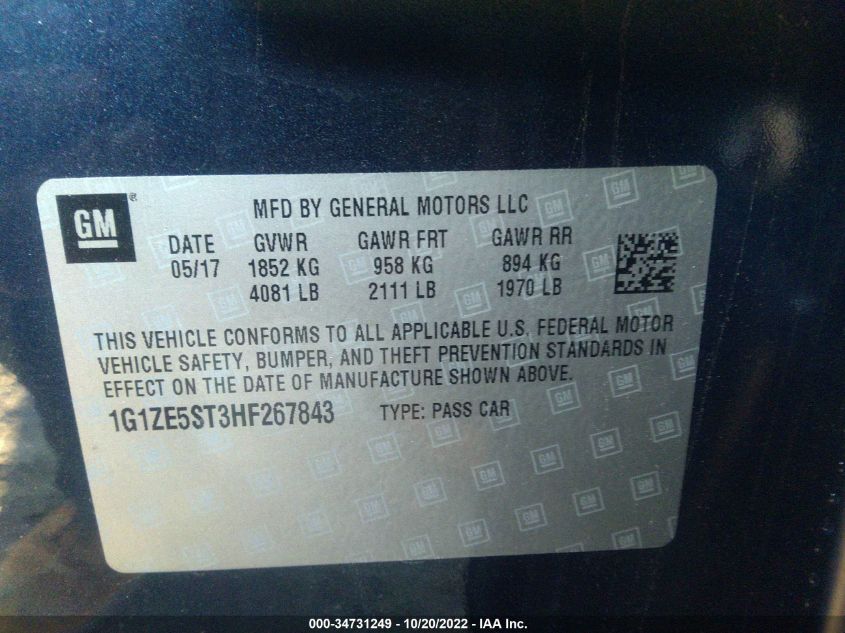 GM ®
MFD BY GENERAL MOTORS LLC
DATE GVWR GAWR FRT GAWR RR
05/17 1852 KG 958 KG 894 KG
4081 LB 2111 LB 1970 LB
THIS VEHICLE CONFORMS TO ALL APPLICABLE U.S. FEDERAL MOTOR
VEHICLE SAFETY, BUMPER, AND THEFT PREVENTION STANDARDS IN
EFFECT ON THE DATE OF MANUFACTURE SHOWN ABOVE.
1G1ZE5ST3HF267843 TYPE: PASS CAR
000-34731249 - 10/20/2022 - IAA Inc.